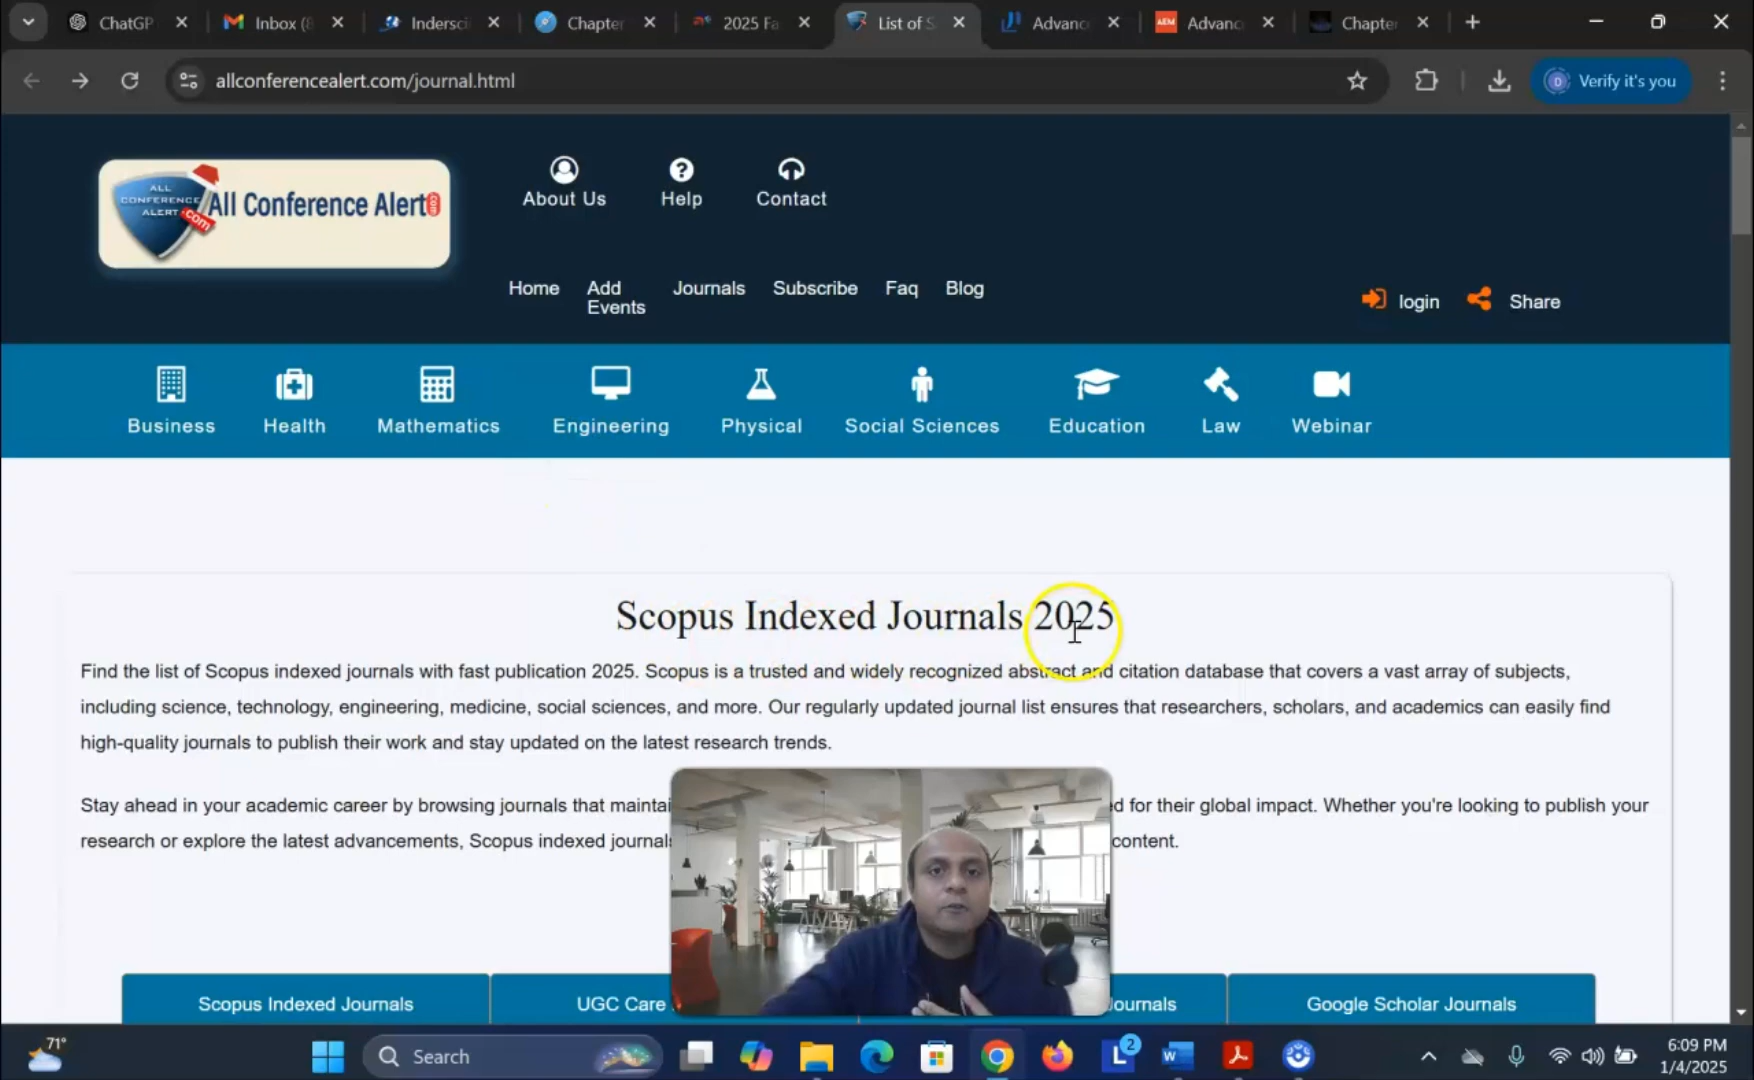 ChatGP
Inbox (8
Indersci
Chapter
2025 Fa
List of S
Advanc
Advanc
Chapter
allconferencealert.com/journal.html
Verify it's you
ALL
CONFERENCE
ALERT
.com
All Conference Alert
.com
About Us
Help
Contact
Home
Add
Events
Journals
Subscribe
Faq
Blog
login
Share
Business
Health
Mathematics
Engineering
Physical
Social Sciences
Education
Law
Webinar
Scopus Indexed Journals 2025
Find the list of Scopus indexed journals with fast publication 2025. Scopus is a trusted and widely recognized abstract and citation database that covers a vast array of subjects,
including science, technology, engineering, medicine, social sciences, and more. Our regularly updated journal list ensures that researchers, scholars, and academics can easily find
high-quality journals to publish their work and stay updated on the latest research trends.
Stay ahead in your academic career by browsing journals that maintai
d for their global impact. Whether you're looking to publish your
research or explore the latest advancements, Scopus indexed journals
content.
Scopus Indexed Journals
UGC Care
ournals
Google Scholar Journals
71°
Search
2
6:09 PM
1/4/2025